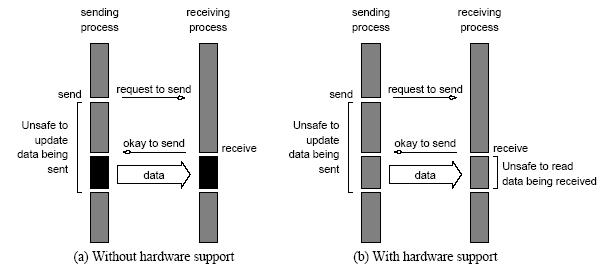 sending
process
receiving
process
send
request to send
Unsafe to
update
data being
sent
okay to send
receive
data
(a) Without hardware support
sending
process
receiving
process
send
request to send
Unsafe to
update
data being
sent
okay to send
receive
data
Unsafe to read
data being received
(b) With hardware support